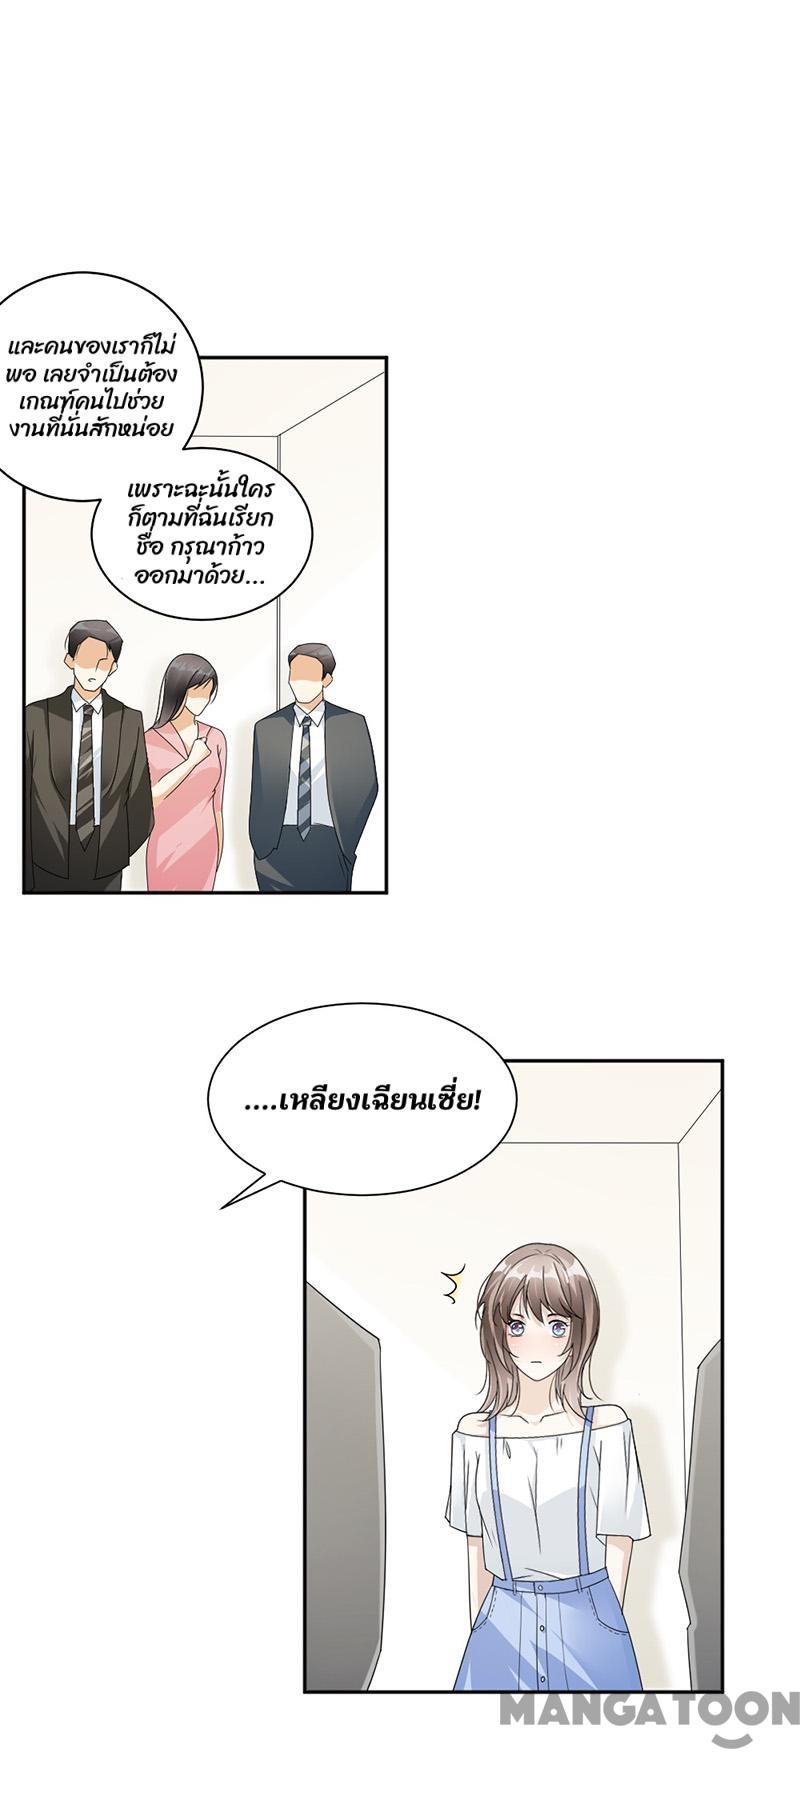 และคนของเราก็ไม่
พอ เลยจำเป็นต้อง
เกณฑ์คนไปช่วย
งานที่นั่นสักหน่อย
เพราะฉะนั้นใคร
ก็ตามที่ฉันเรียก
ชื่อ กรุณาก้าว
ออกมาด้วย...
....เหลียงเฉียนเซี่ย!
MANGATOON